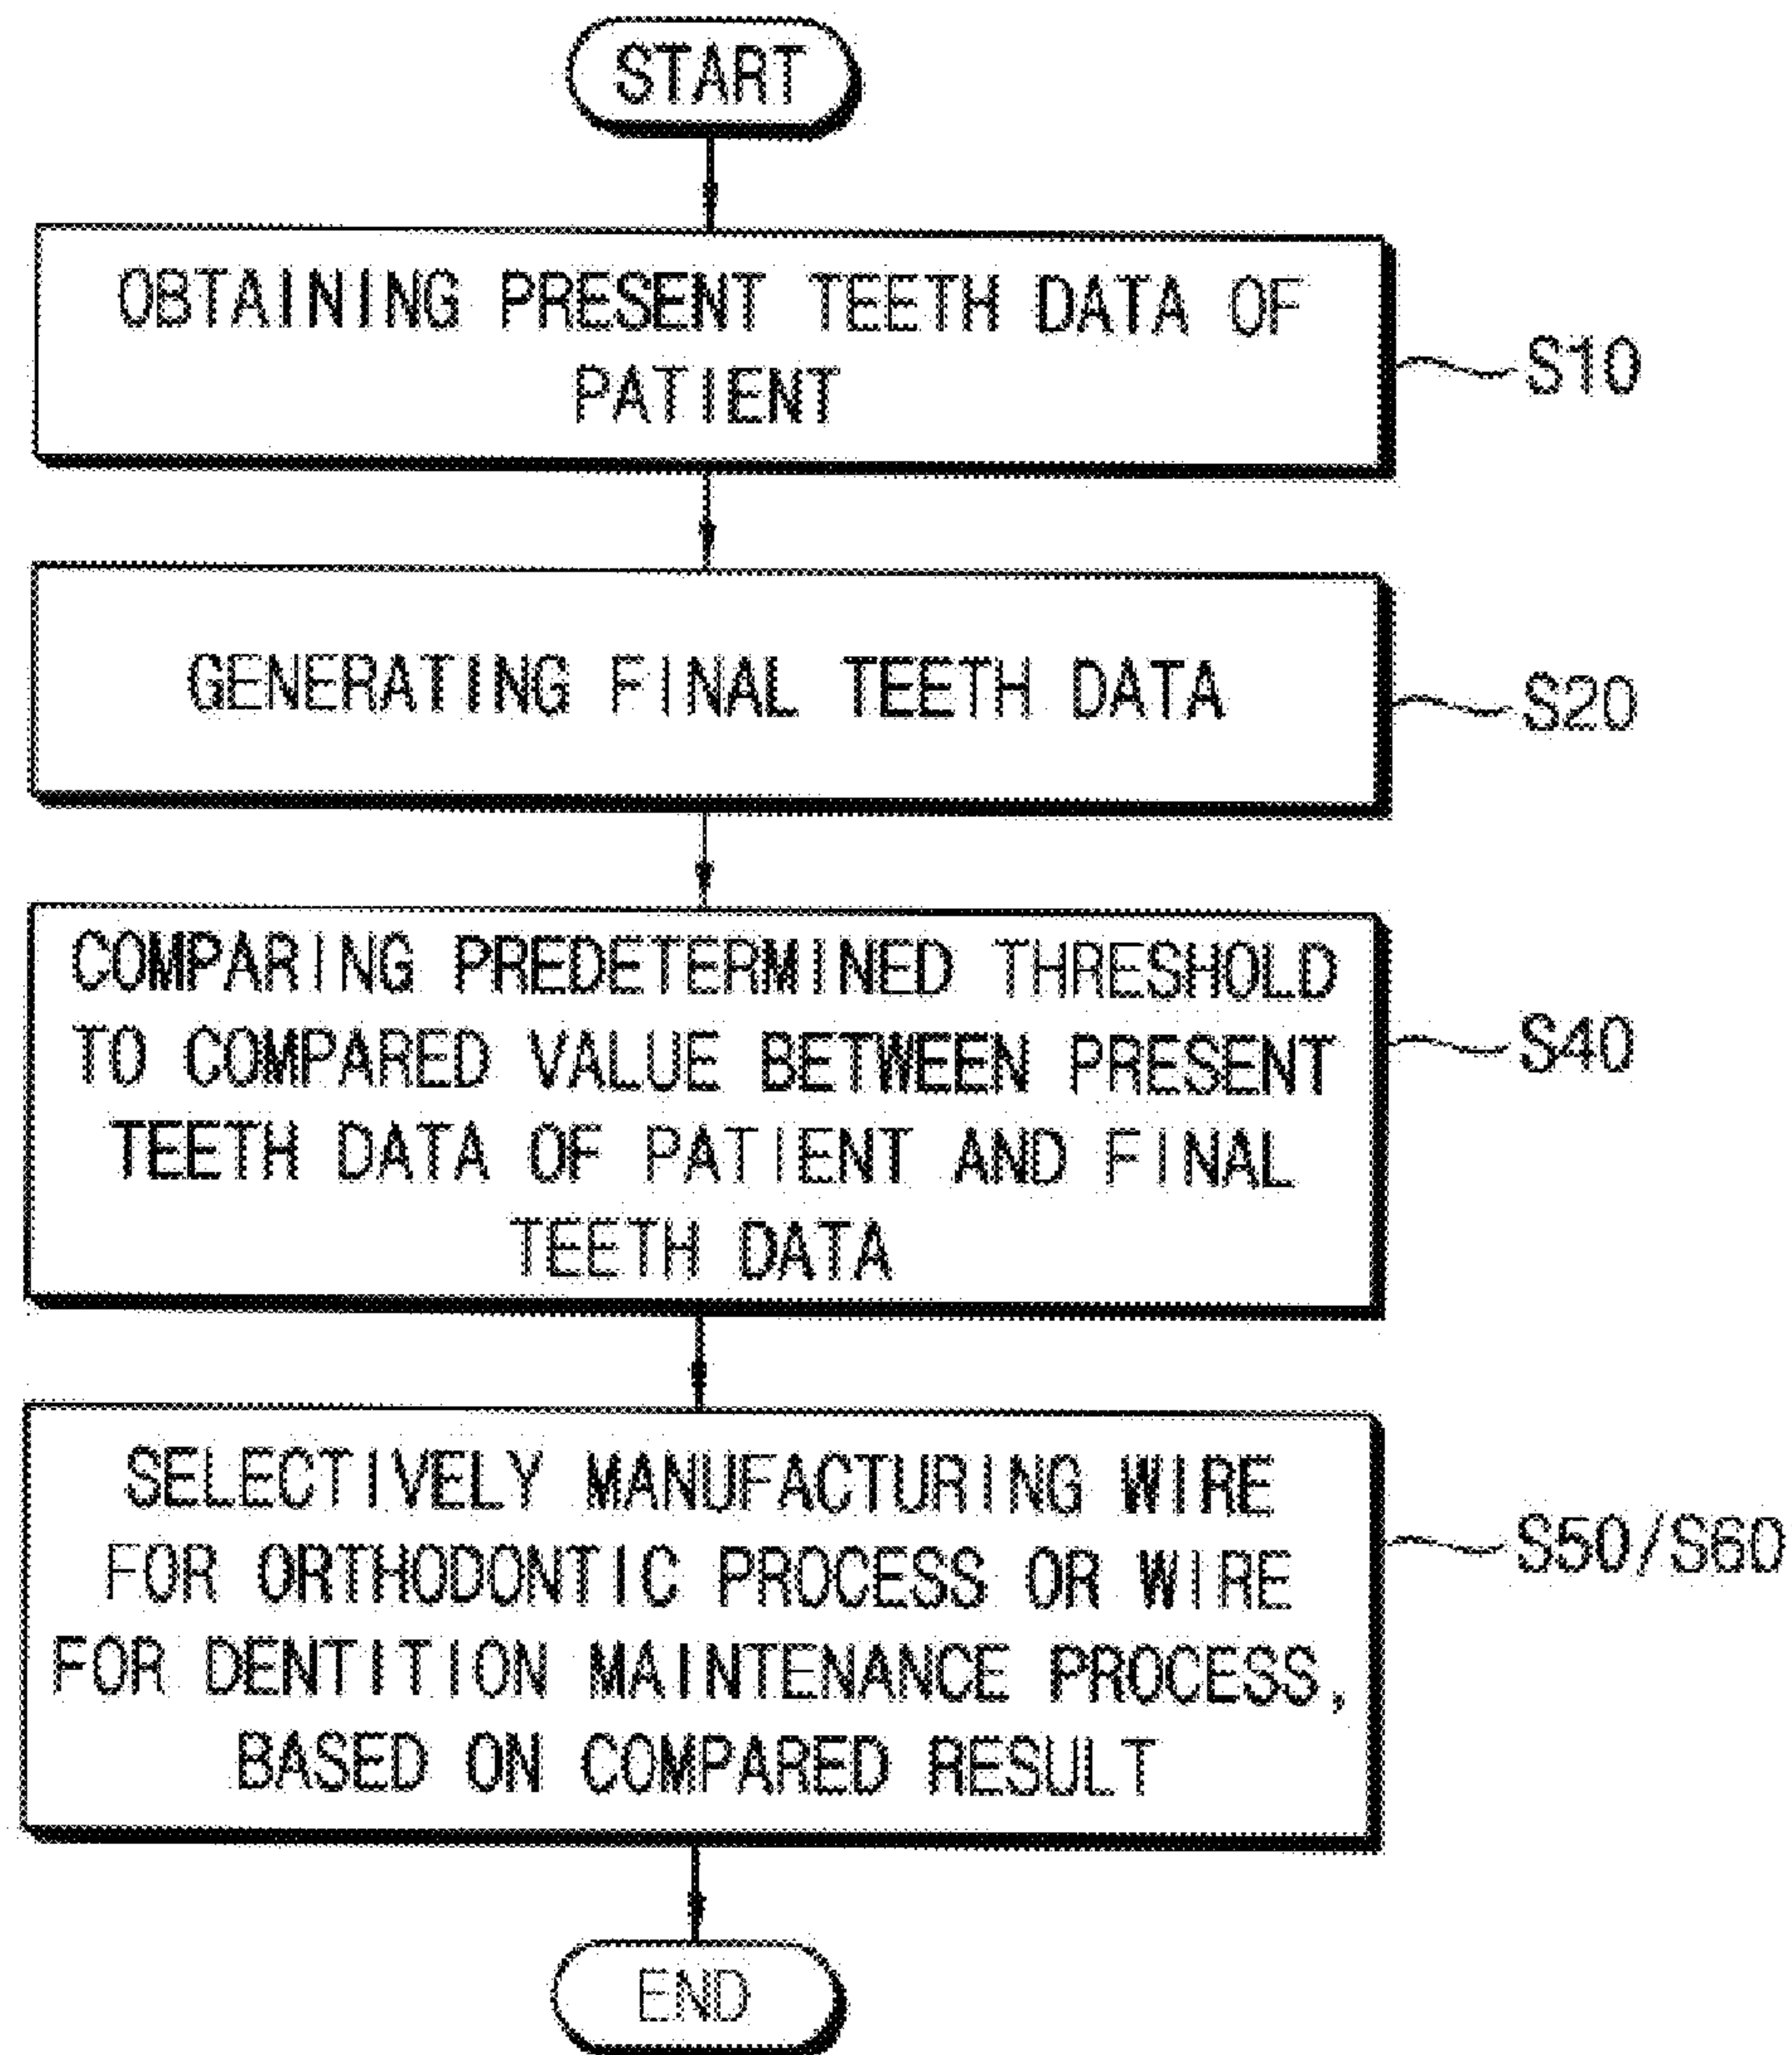 START
OBTAINING PRESENT TEETH DATA OF
PATIENT
S10
GENERATING FINAL TEETH DATA
S20
COMPARING PREDETERMINED THRESHOLD
TO COMPARED VALUE BETWEEN PRESENT
TEETH DATA OF PATIENT AND FINAL
TEETH DATA
S40
SELECTIVELY MANUFACTURING WIRE
FOR ORTHODONTIC PROCESS OR WIRE
FOR DENTITION MAINTENANCE PROCESS,
BASED ON COMPARED RESULT
S50/S60
END